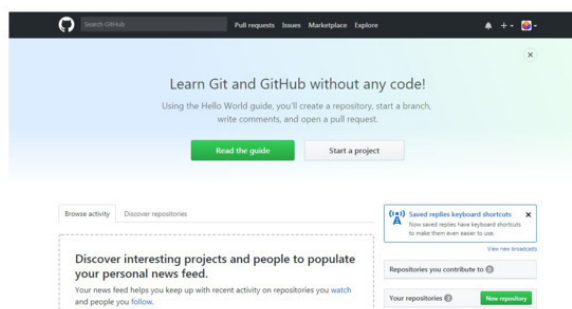 Search GitHub
Pull requests Issues Marketplace Explore
Learn Git and GitHub without any code!
Using the Hello World guide, you'll create a repository, start a branch,
write comments, and open a pull request.
Read the guide
Start a project
Browse activity
Discover repositories
Saved replies keyboard shortcuts
Now saved replies have keyboard shortcuts
to make them even easier to use.
View new broadcasts
Discover interesting projects and people to populate
your personal news feed.
Your news feed helps you keep up with recent activity on repositories you watch
and people you follow.
Repositories you contribute to 0
Your repositories
New repository